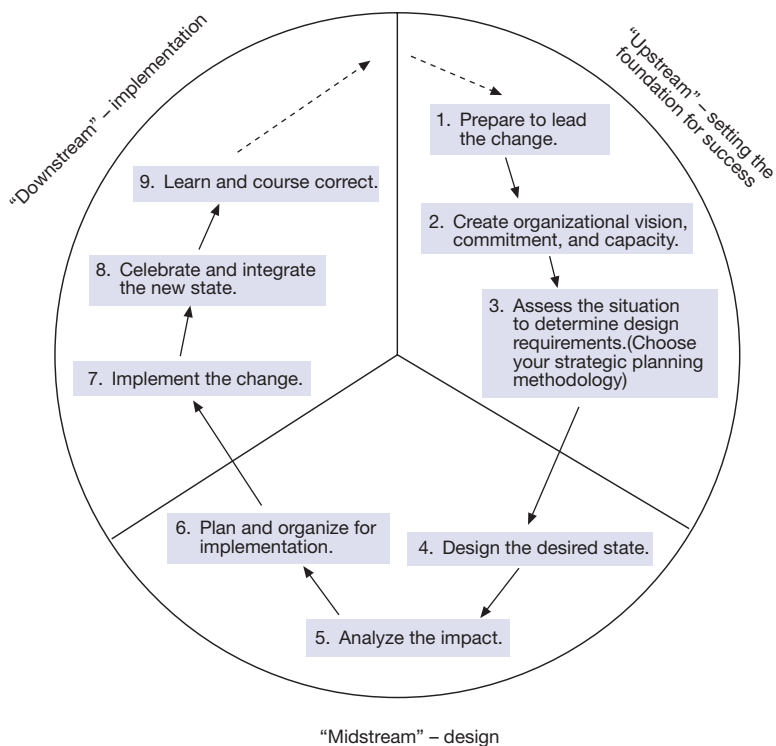 "Downstream" – implementation
"Upstream" – setting the
foundation for success
1. Prepare to lead
the change.
2. Create organizational vision,
commitment, and capacity.
3. Assess the situation
to determine design
requirements.(Choose
your strategic planning
methodology)
4. Design the desired state.
5. Analyze the impact.
6. Plan and organize for
implementation.
7. Implement the change.
8. Celebrate and integrate
the new state.
9. Learn and course correct.
"Midstream" – design